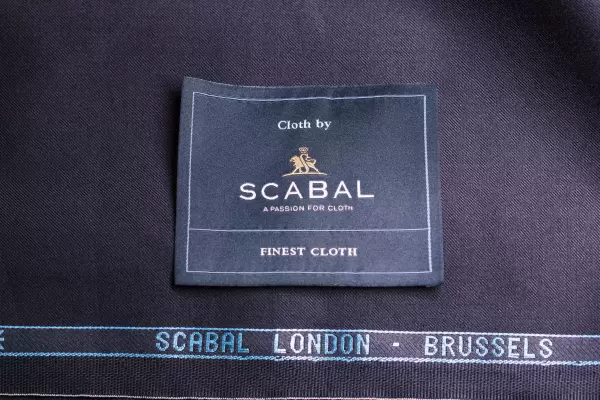 Cloth by
SCABAL
A PASSION FOR CLOTH
FINEST CLOTH
SCABAL LONDON - BRUSSELS